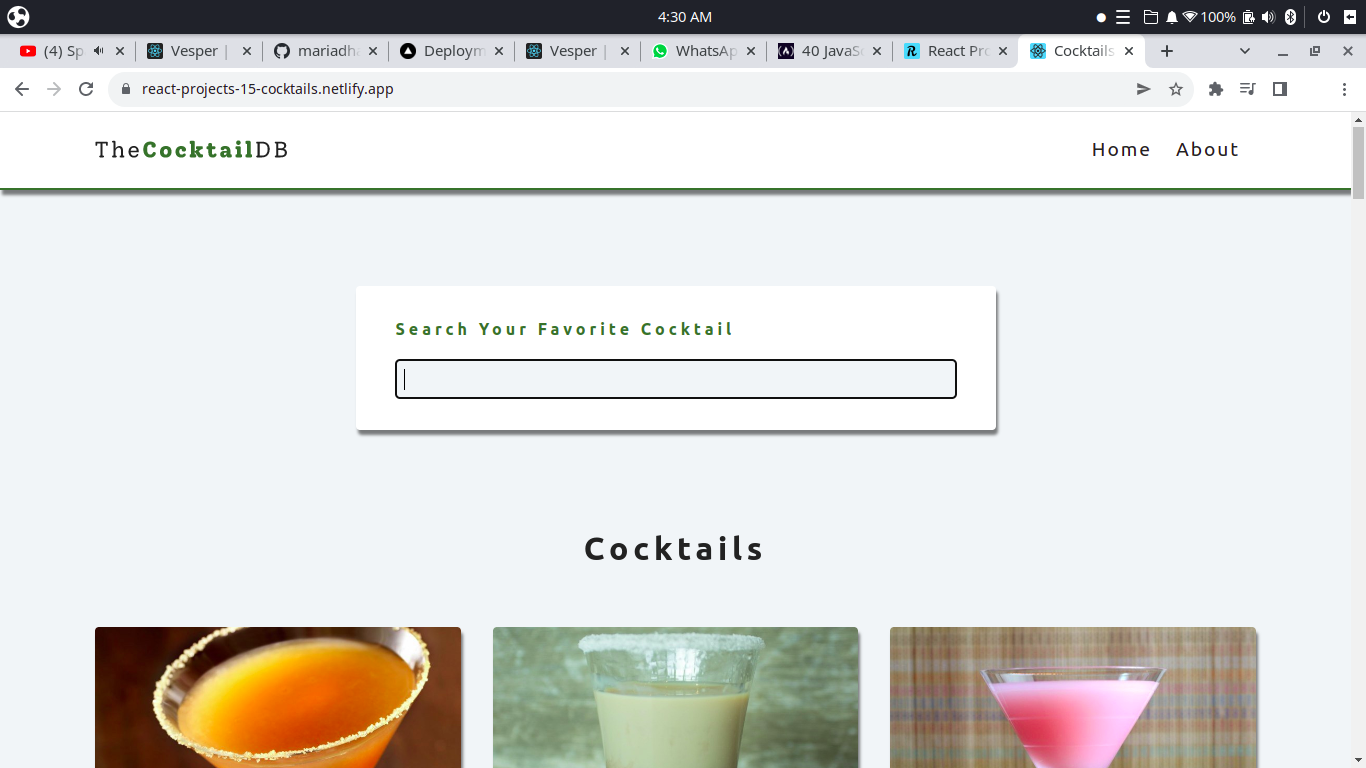 4:30 AM
100%
(4) Sp
Vesper |
mariadha
Deploym
Vesper |
WhatsAp
40 JavaSc
React Pro
Cocktails
react-projects-15-cocktails.netlify.app
TheCocktailDB
Home
About
Search Your Favorite Cocktail
Cocktails